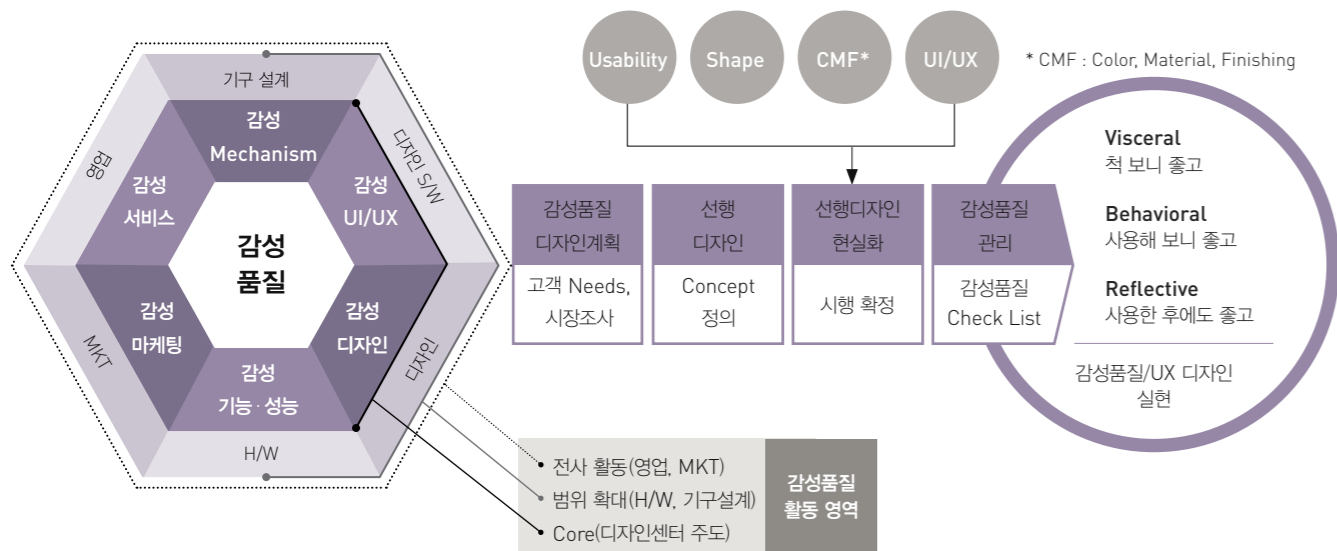 기구 설계
영업
디자인 S/W
MKT
디자인
H/W
감성
Mechanism
감성
서비스
감성
UI/UX
감성
품질
감성
마케팅
감성
디자인
감성
기능 · 성능
Usability
Shape
CMF*
UI/UX
* CMF : Color, Material, Finishing
감성품질
디자인계획
고객 Needs,
시장조사
선행
디자인
Concept
정의
선행디자인
현실화
시행 확정
감성품질
관리
감성품질
Check List
Visceral
척 보니 좋고
Behavioral
사용해 보니 좋고
Reflective
사용한 후에도 좋고
감성품질/UX 디자인
실현
전사 활동(영업, MKT)
범위 확대(H/W, 기구설계)
Core(디자인센터 주도)
감성품질
활동 영역